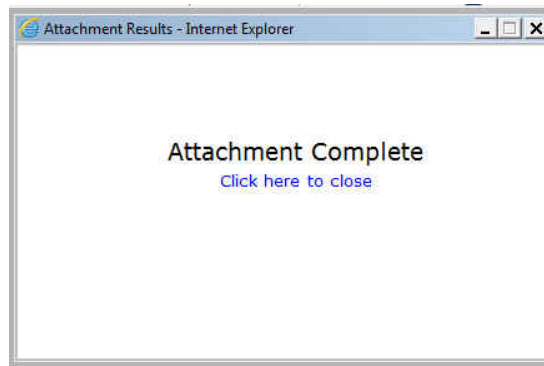 Attachment Results - Internet Explorer
Attachment Complete
Click here to close